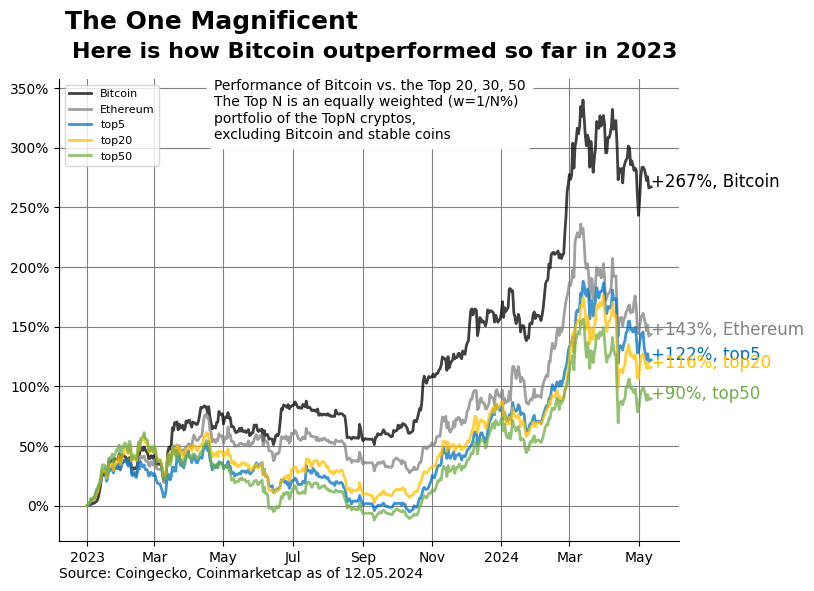 The One Magnificent
Here is how Bitcoin outperformed so far in 2023
350%
300%
250%
200%
150%
100%
50%
0%
Bitcoin
Ethereum
top5
top20
top50
Performance of Bitcoin vs. the Top 20, 30, 50
The Top N is an equally weighted (w=1/N%)
portfolio of the TopN cryptos,
excluding Bitcoin and stable coins
+267%, Bitcoin
+143%, Ethereum
+122%, top5
+116%, top20
+90%, top50
2023 Mar May Jul Sep Nov 2024 Mar May
Source: Coingecko, Coinmarketcap as of 12.05.2024